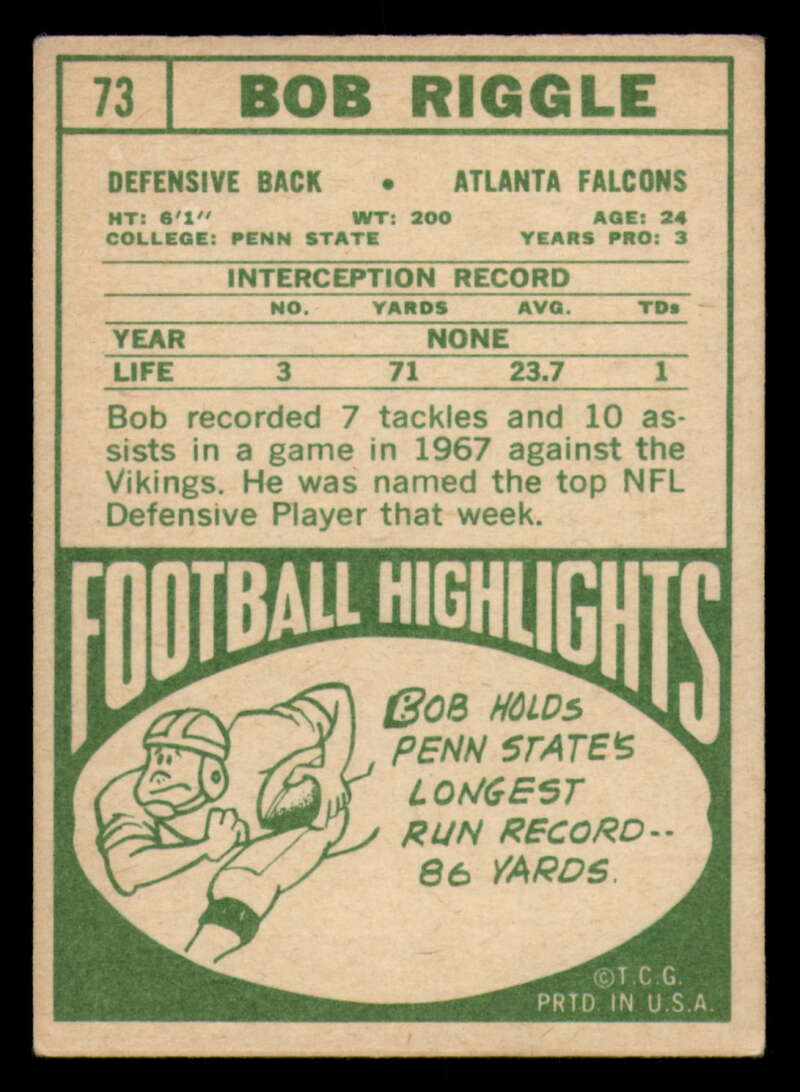 73 BOB RIGGLE
DEFENSIVE BACK • ATLANTA FALCONS
HT: 6'1" WT: 200 AGE: 24
COLLEGE: PENN STATE YEARS PRO: 3
INTERCEPTION RECORD
NO. YARDS AVG. TDs
YEAR NONE
LIFE 3 71 23.7 1
Bob recorded 7 tackles and 10 as-
sists in a game in 1967 against the
Vikings. He was named the top NFL
Defensive Player that week.
FOOTBALL HIGHLIGHTS
BOB HOLDS
PENN STATE'S
LONGEST
RUN RECORD--
86 YARDS.
©T.C.G.
PRTD. IN U.S.A.